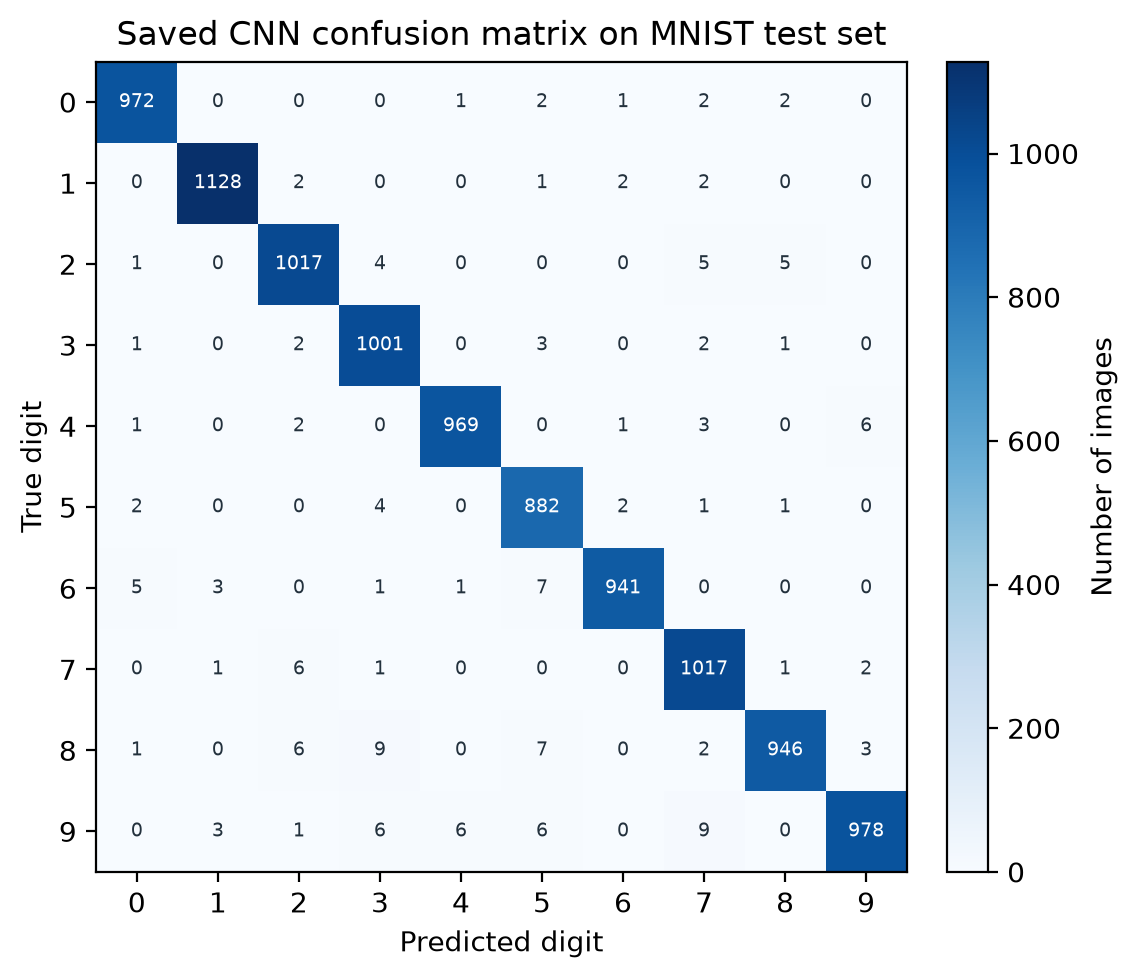 Saved CNN confusion matrix on MNIST test set
True digit
0 972 0 0 0 1 2 1 2 2 0
1 0 1128 2 0 0 1 2 2 0 0
2 1 0 1017 4 0 0 0 5 5 0
3 1 0 2 1001 0 3 0 2 1 0
4 1 0 2 0 969 0 1 3 0 6
5 2 0 0 4 0 882 2 1 1 0
6 5 3 0 1 1 7 941 0 0 0
7 0 1 6 1 0 0 0 1017 1 2
8 1 0 6 9 0 7 0 2 946 3
9 0 3 1 6 6 6 0 9 0 978
0 1 2 3 4 5 6 7 8 9
Predicted digit
1000
800
600
400
200
0
Number of images